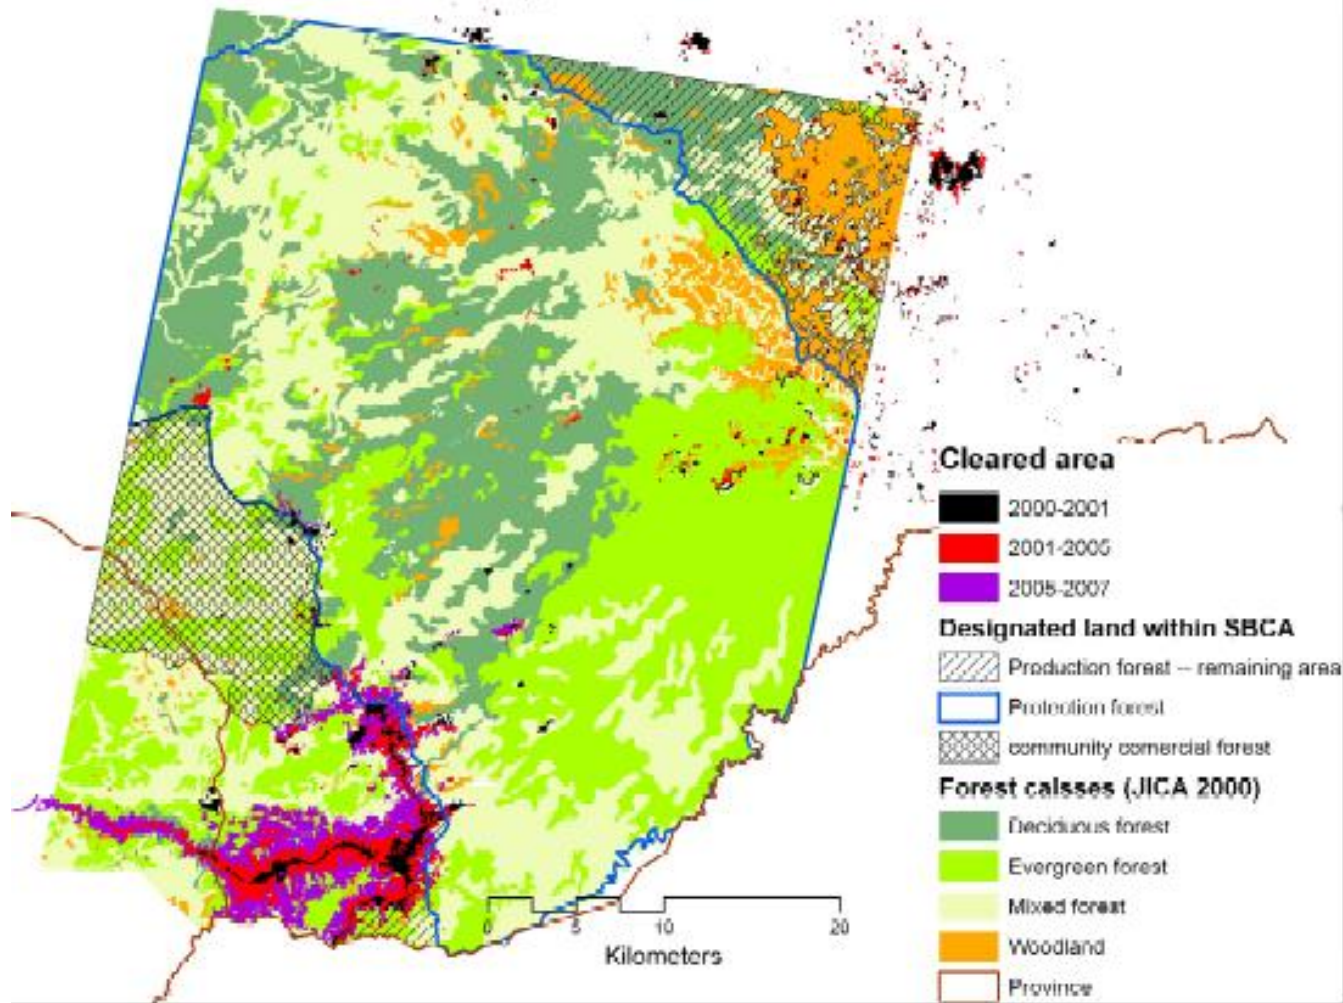 Cleared area
2000-2001
2001-2005
2005-2007
Designated land within SBCA
Production forest -- remaining area
Protection forest
community comercial forest
Forest calsses (JICA 2000)
Deciduous forest
Evergreen forest
Mixed forest
Woodland
Province
0 5 10 20
Kilometers